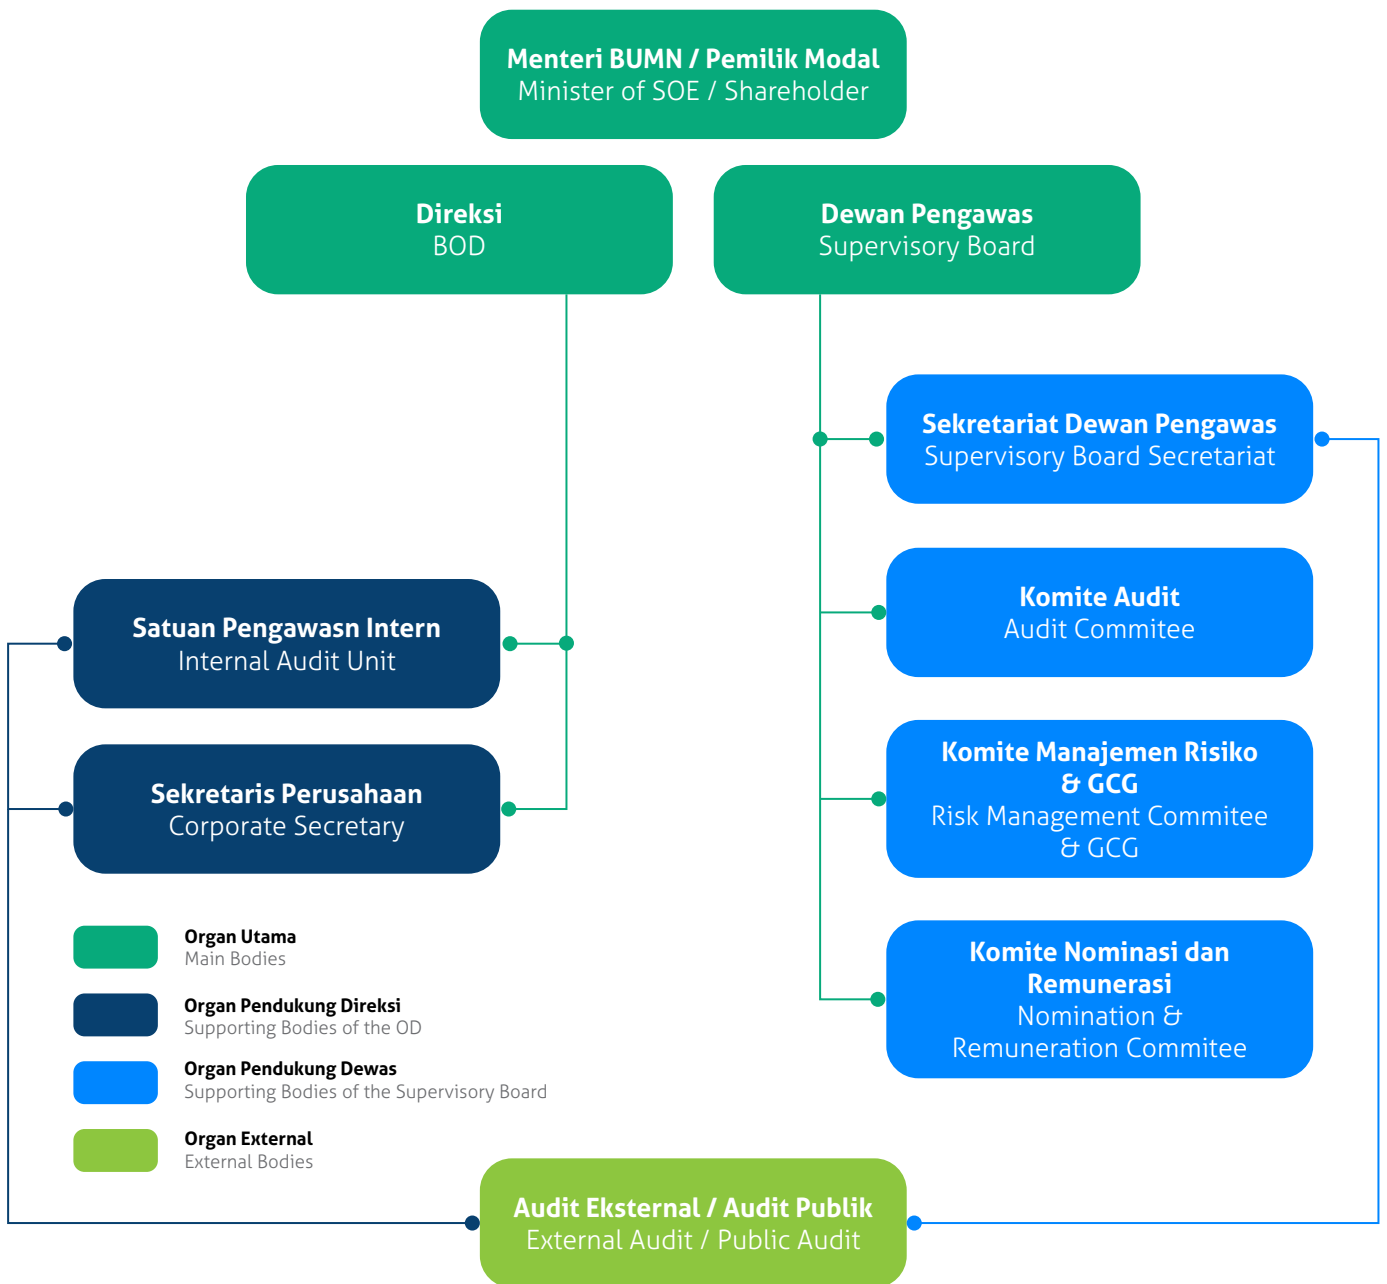 Menteri BUMN / Pemilik Modal
Minister of SOE / Shareholder
Direksi
BOD
Dewan Pengawas
Supervisory Board
Sekretariat Dewan Pengawas
Supervisory Board Secretariat
Komite Audit
Audit Commitee
Satuan Pengawasn Intern
Internal Audit Unit
Komite Manajemen Risiko
& GCG
Risk Management Commitee
& GCG
Sekretaris Perusahaan
Corporate Secretary
Komite Nominasi dan
Remunerasi
Nomination &
Remuneration Commitee
Organ Utama
Main Bodies
Organ Pendukung Direksi
Supporting Bodies of the OD
Organ Pendukung Dewas
Supporting Bodies of the Supervisory Board
Organ External
External Bodies
Audit Eksternal / Audit Publik
External Audit / Public Audit